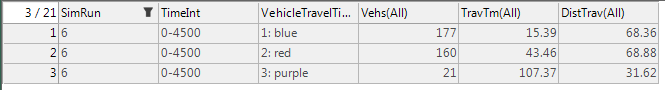 3 / 21 SimRun TimeInt VehicleTravelTi... Vehs(All) TravTm(All) DistTrav(All)
1 6 0-4500 1: blue 177 15.39 68.36
2 6 0-4500 2: red 160 43.46 68.88
3 6 0-4500 3: purple 21 107.37 31.62